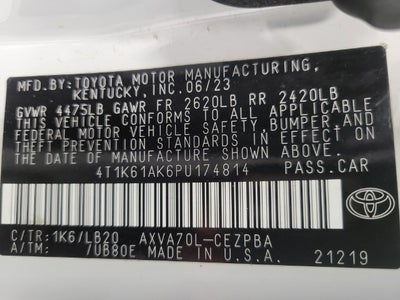 MFD.BY:TOYOTA MOTOR MANUFACTURING,
KENTUCKY,INC.06/23
GVWR 4475LB GAWR FR 2620LB RR 2420LB
THIS VEHICLE CONFORMS TO ALL APPLICABLE
FEDERAL MOTOR VEHICLE SAFETY, BUMPER, AND
THEFT PREVENTION STANDARDS IN EFFECT ON
THE DATE OF MANUFACTURE SHOWN ABOVE.
4T1K61AK6PU174814 PASS.CAR
C/TR:1K6/LB20 AXVA70L-CEZPBA
A/TM: 7UB80E MADE IN U.S.A. 21219